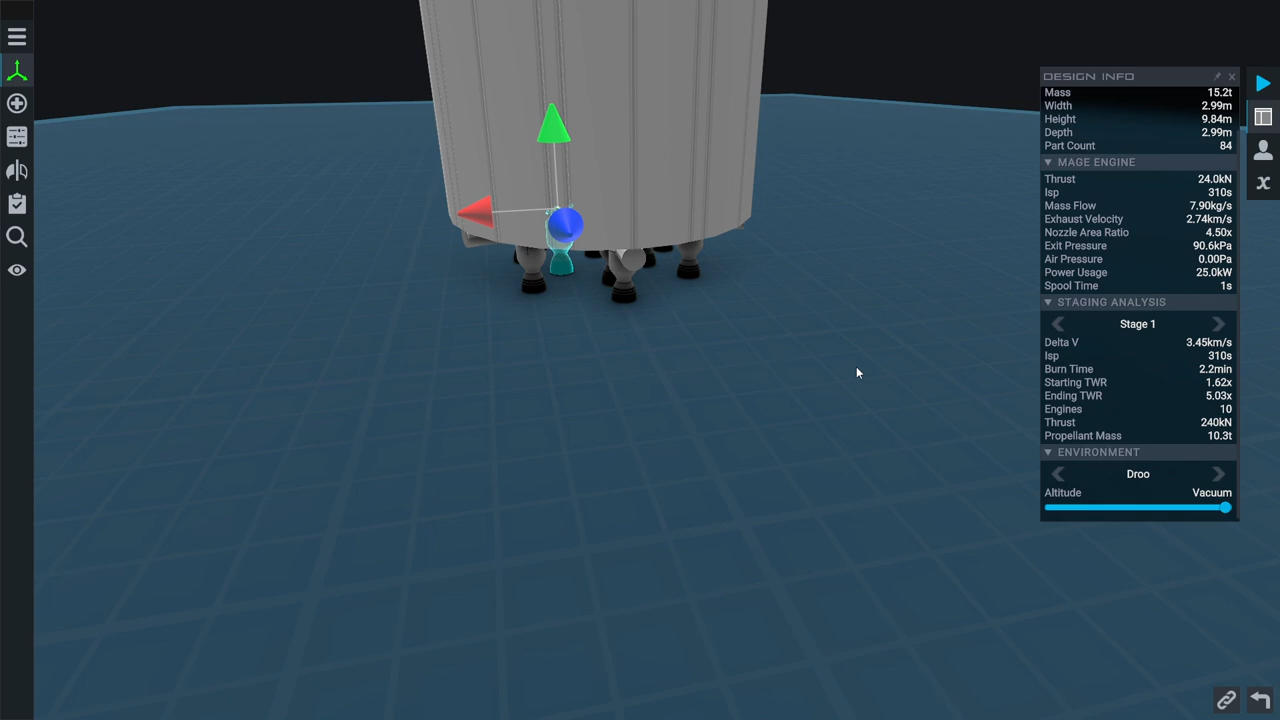 DESIGN INFO
Mass 15.2t
Width 2.99m
Height 9.84m
Depth 2.99m
Part Count 84
MAGE ENGINE
Thrust 24.0kN
Isp 310s
Mass Flow 7.90kg/s
Exhaust Velocity 2.74km/s
Nozzle Area Ratio 4.50x
Exit Pressure 90.6kPa
Air Pressure 0.00Pa
Power Usage 25.0kW
Spool Time 1s
STAGING ANALYSIS
Stage 1
Delta V 3.45km/s
Isp 310s
Burn Time 2.2min
Starting TWR 1.62x
Ending TWR 5.03x
Engines 10
Thrust 240kN
Propellant Mass 10.3t
ENVIRONMENT
Droo
Altitude Vacuum